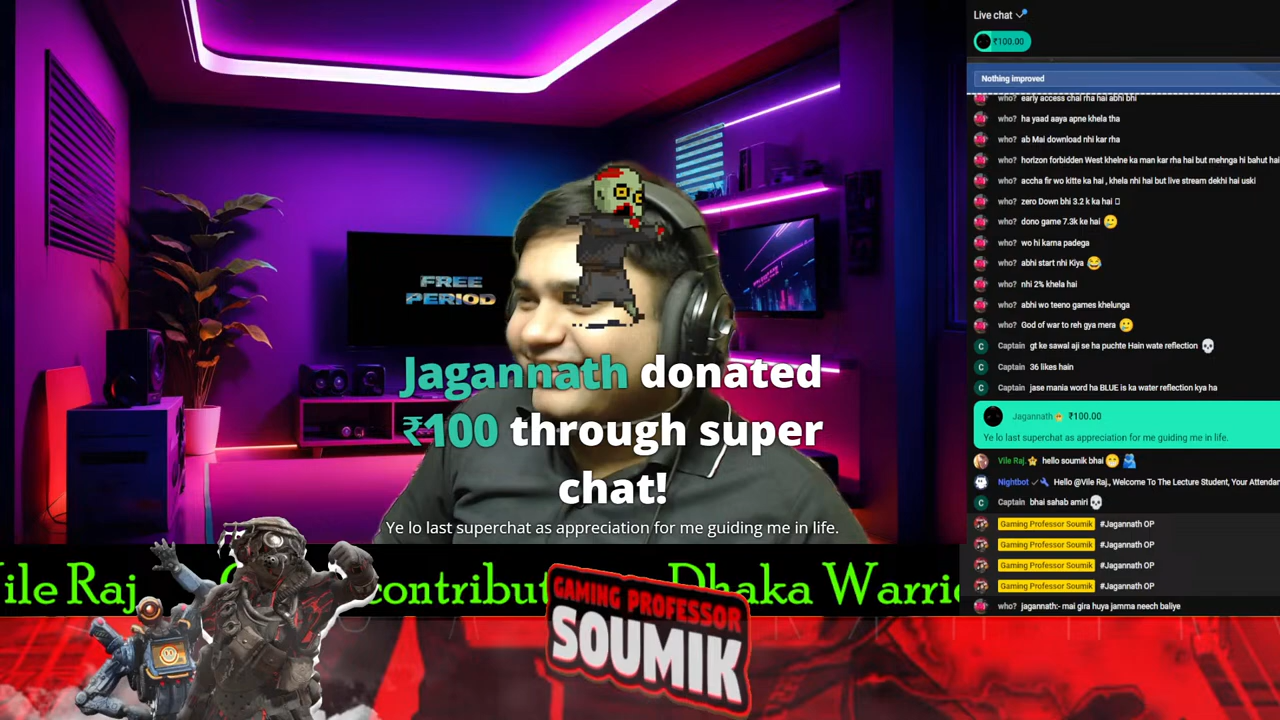 Live chat
₹100.00
Nothing improved
who? early access chal rha hai abhi bhi
who? ha yaad aaya apne khela tha
who? ab Mai download nhi kar rha
who? horizon forbidden West khelne ka man kar rha hai but mehnga hi bahut hai
who? accha fir wo kitte ka hai , khela nhi hai but live stream dekhi hai uski
who? zero Down bhi 3.2 k ka hai
who? dono game 7.3k ke hai 🥲
who? wo hi karna padega
who? abhi start nhi Kiya 😂
who? nhi 2% khela hai
who? abhi wo teeno games khelunga
who? God of war to reh gya mera 🥲
C Captain gt ke sawal aji se ha puchte Hain wate reflection 💀
C Captain 36 likes hain
C Captain jase mania word ha BLUE is ka water reflection kya ha
Jagannath ₹100.00
Ye lo last superchat as appreciation for me guiding me in life.
Vile Raj. hello soumik bhai 😁 🫂
Nightbot Hello @Vile Raj., Welcome To The Lecture Student, Your Attendan
C Captain bhai sahab amiri 💀
Gaming Professor Soumik #Jagannath OP
Gaming Professor Soumik #Jagannath OP
Gaming Professor Soumik #Jagannath OP
Gaming Professor Soumik #Jagannath OP
who? jagannath:- mai gira huya jamma neech baliye
FREE
PERIOD
Jagannath donated
₹100 through super
chat!
Ye lo last superchat as appreciation for me guiding me in life.
Vile Raj contribut Dhaka Warrio
GAMING PROFESSOR
SOUMIK